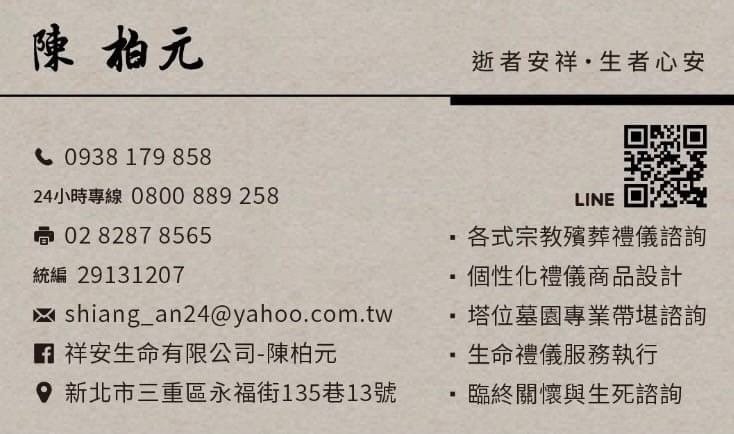 陳 柏元
逝者安祥·生者心安
0938 179 858
24小時專線 0800 889 258
02 8287 8565
統編 29131207
shiang_an24@yahoo.com.tw
祥安生命有限公司-陳柏元
新北市三重區永福街135巷13號
LINE
▪ 各式宗教殯葬禮儀諮詢
▪ 個性化禮儀商品設計
▪ 塔位墓園專業帶堪諮詢
▪ 生命禮儀服務執行
▪ 臨終關懷與生死諮詢